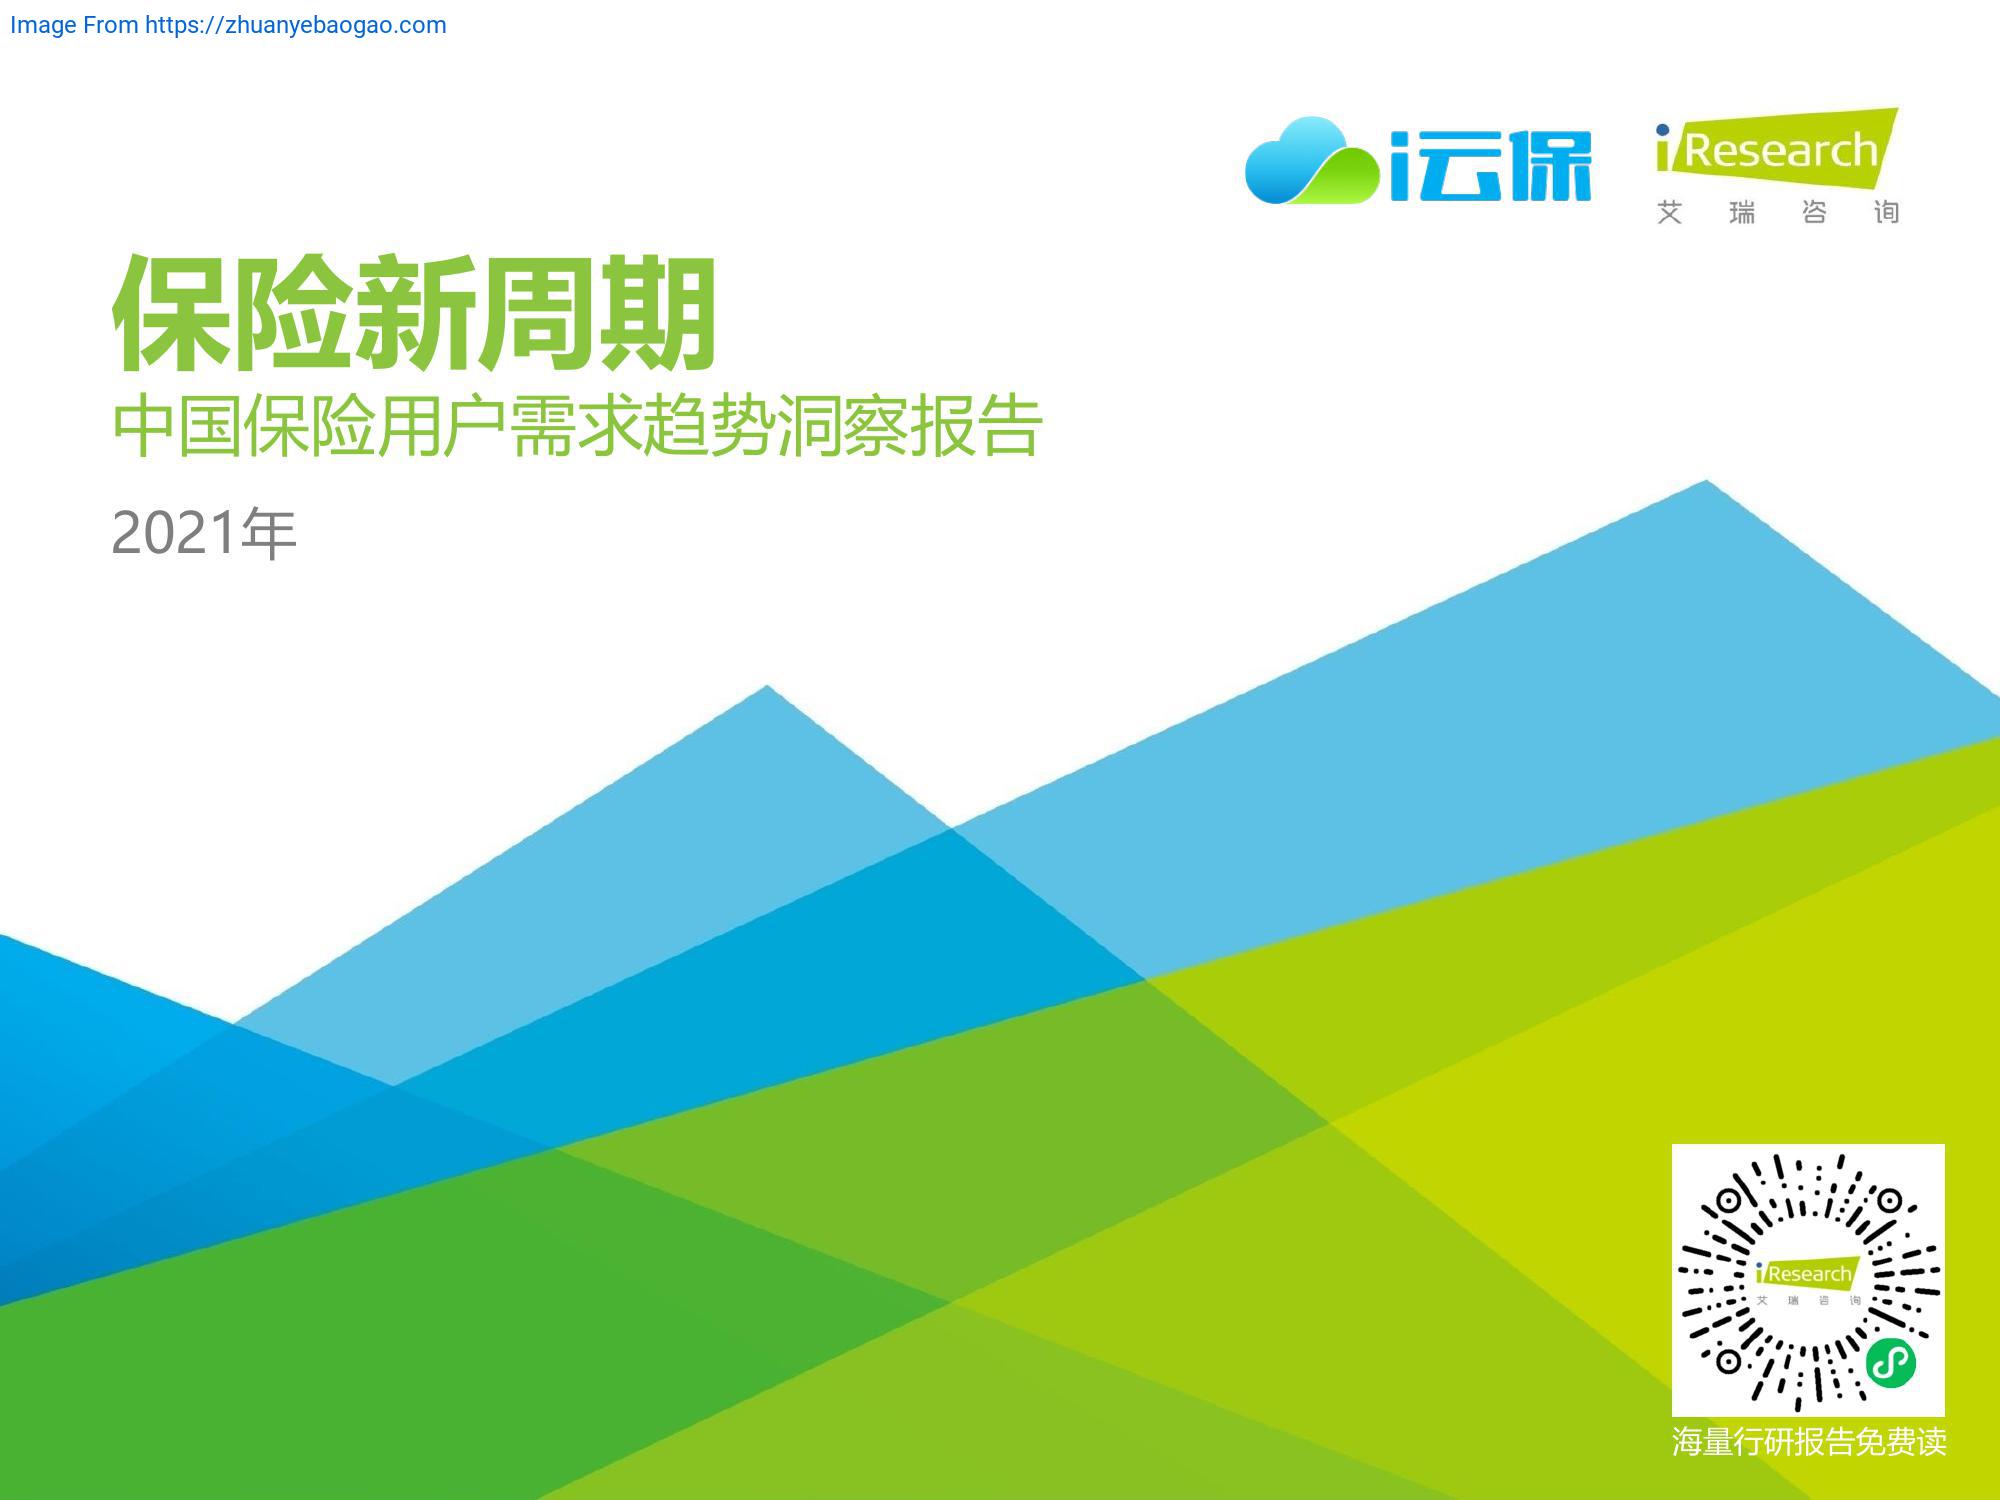 Image From https://zhuanyebaogao.com
i云保
iResearch
艾瑞咨询
保险新周期
中国保险用户需求趋势洞察报告
2021年
iResearch
艾瑞咨询
海量行研报告免费读